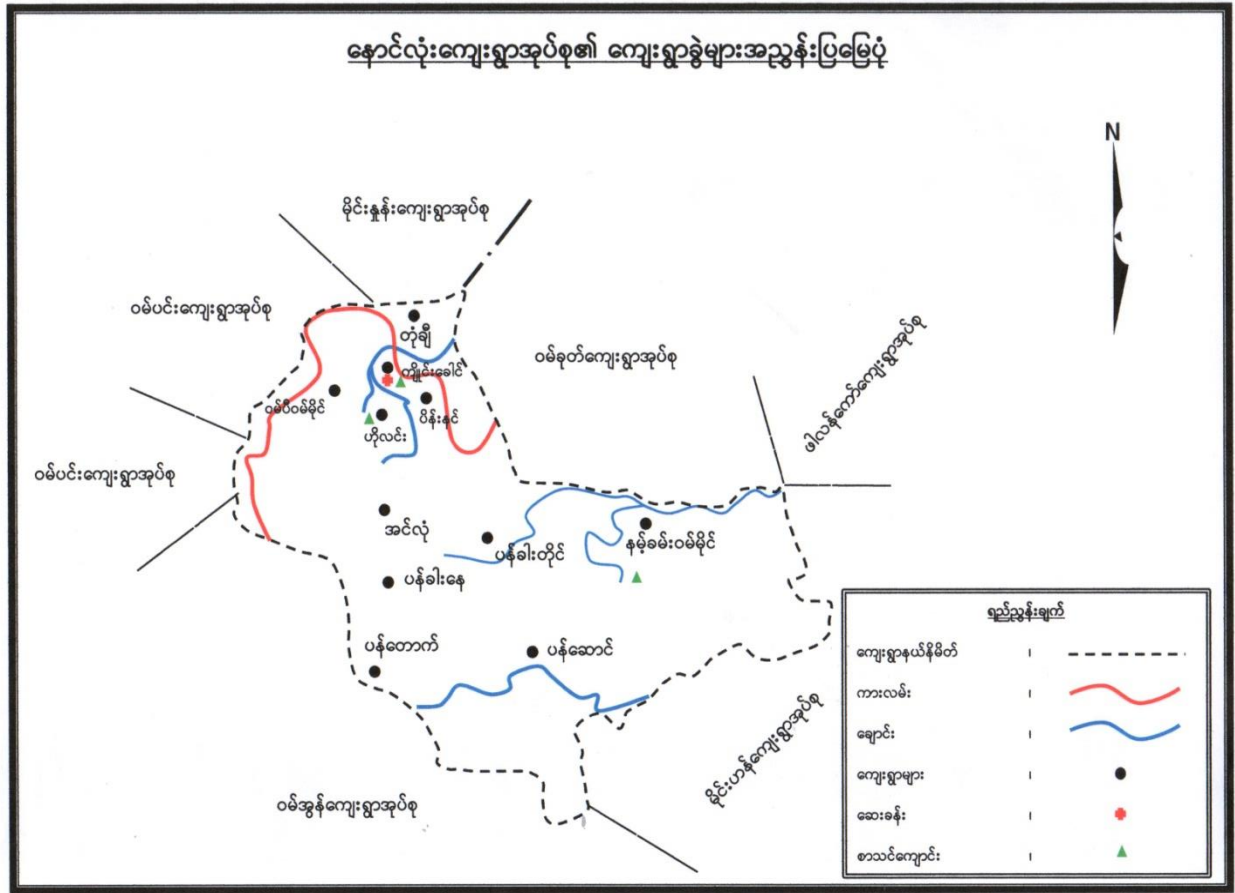 နောင်လုံးကျေးရွာအုပ်စု၏ ကျေးရွာခွဲများအညွှန်းပြမြေပုံ
N
မိုင်းနှုန်းကျေးရွာအုပ်စု
ဝမ်ပင်းကျေးရွာအုပ်စု
တုံချီ
ဝမ်ခုတ်ကျေးရွာအုပ်စု
ဖါလန်ကော်ကျေးရွာအုပ်စု
ကျိုင်းခေါင်
ဝမ်ပီဝမ်မိုင်
ပိန်းနင်
ဟိုလင်း
ဝမ်ပင်းကျေးရွာအုပ်စု
အင်လုံ
ပန်ခါးတိုင်
နမ့်ခမ်းဝမ်မိုင်
ပန်ခါးနေ
ပန်တောက်
ပန်ဆောင်
မိုင်းဟန်ကျေးရွာအုပ်စု
ဝမ်အွန်ကျေးရွာအုပ်စု
ရည်ညွှန်းချက်
ကျေးရွာနယ်နိမိတ် ၊
ကားလမ်း ၊
ချောင်း ၊
ကျေးရွာများ ၊
ဆေးခန်း ၊
စာသင်ကျောင်း ၊